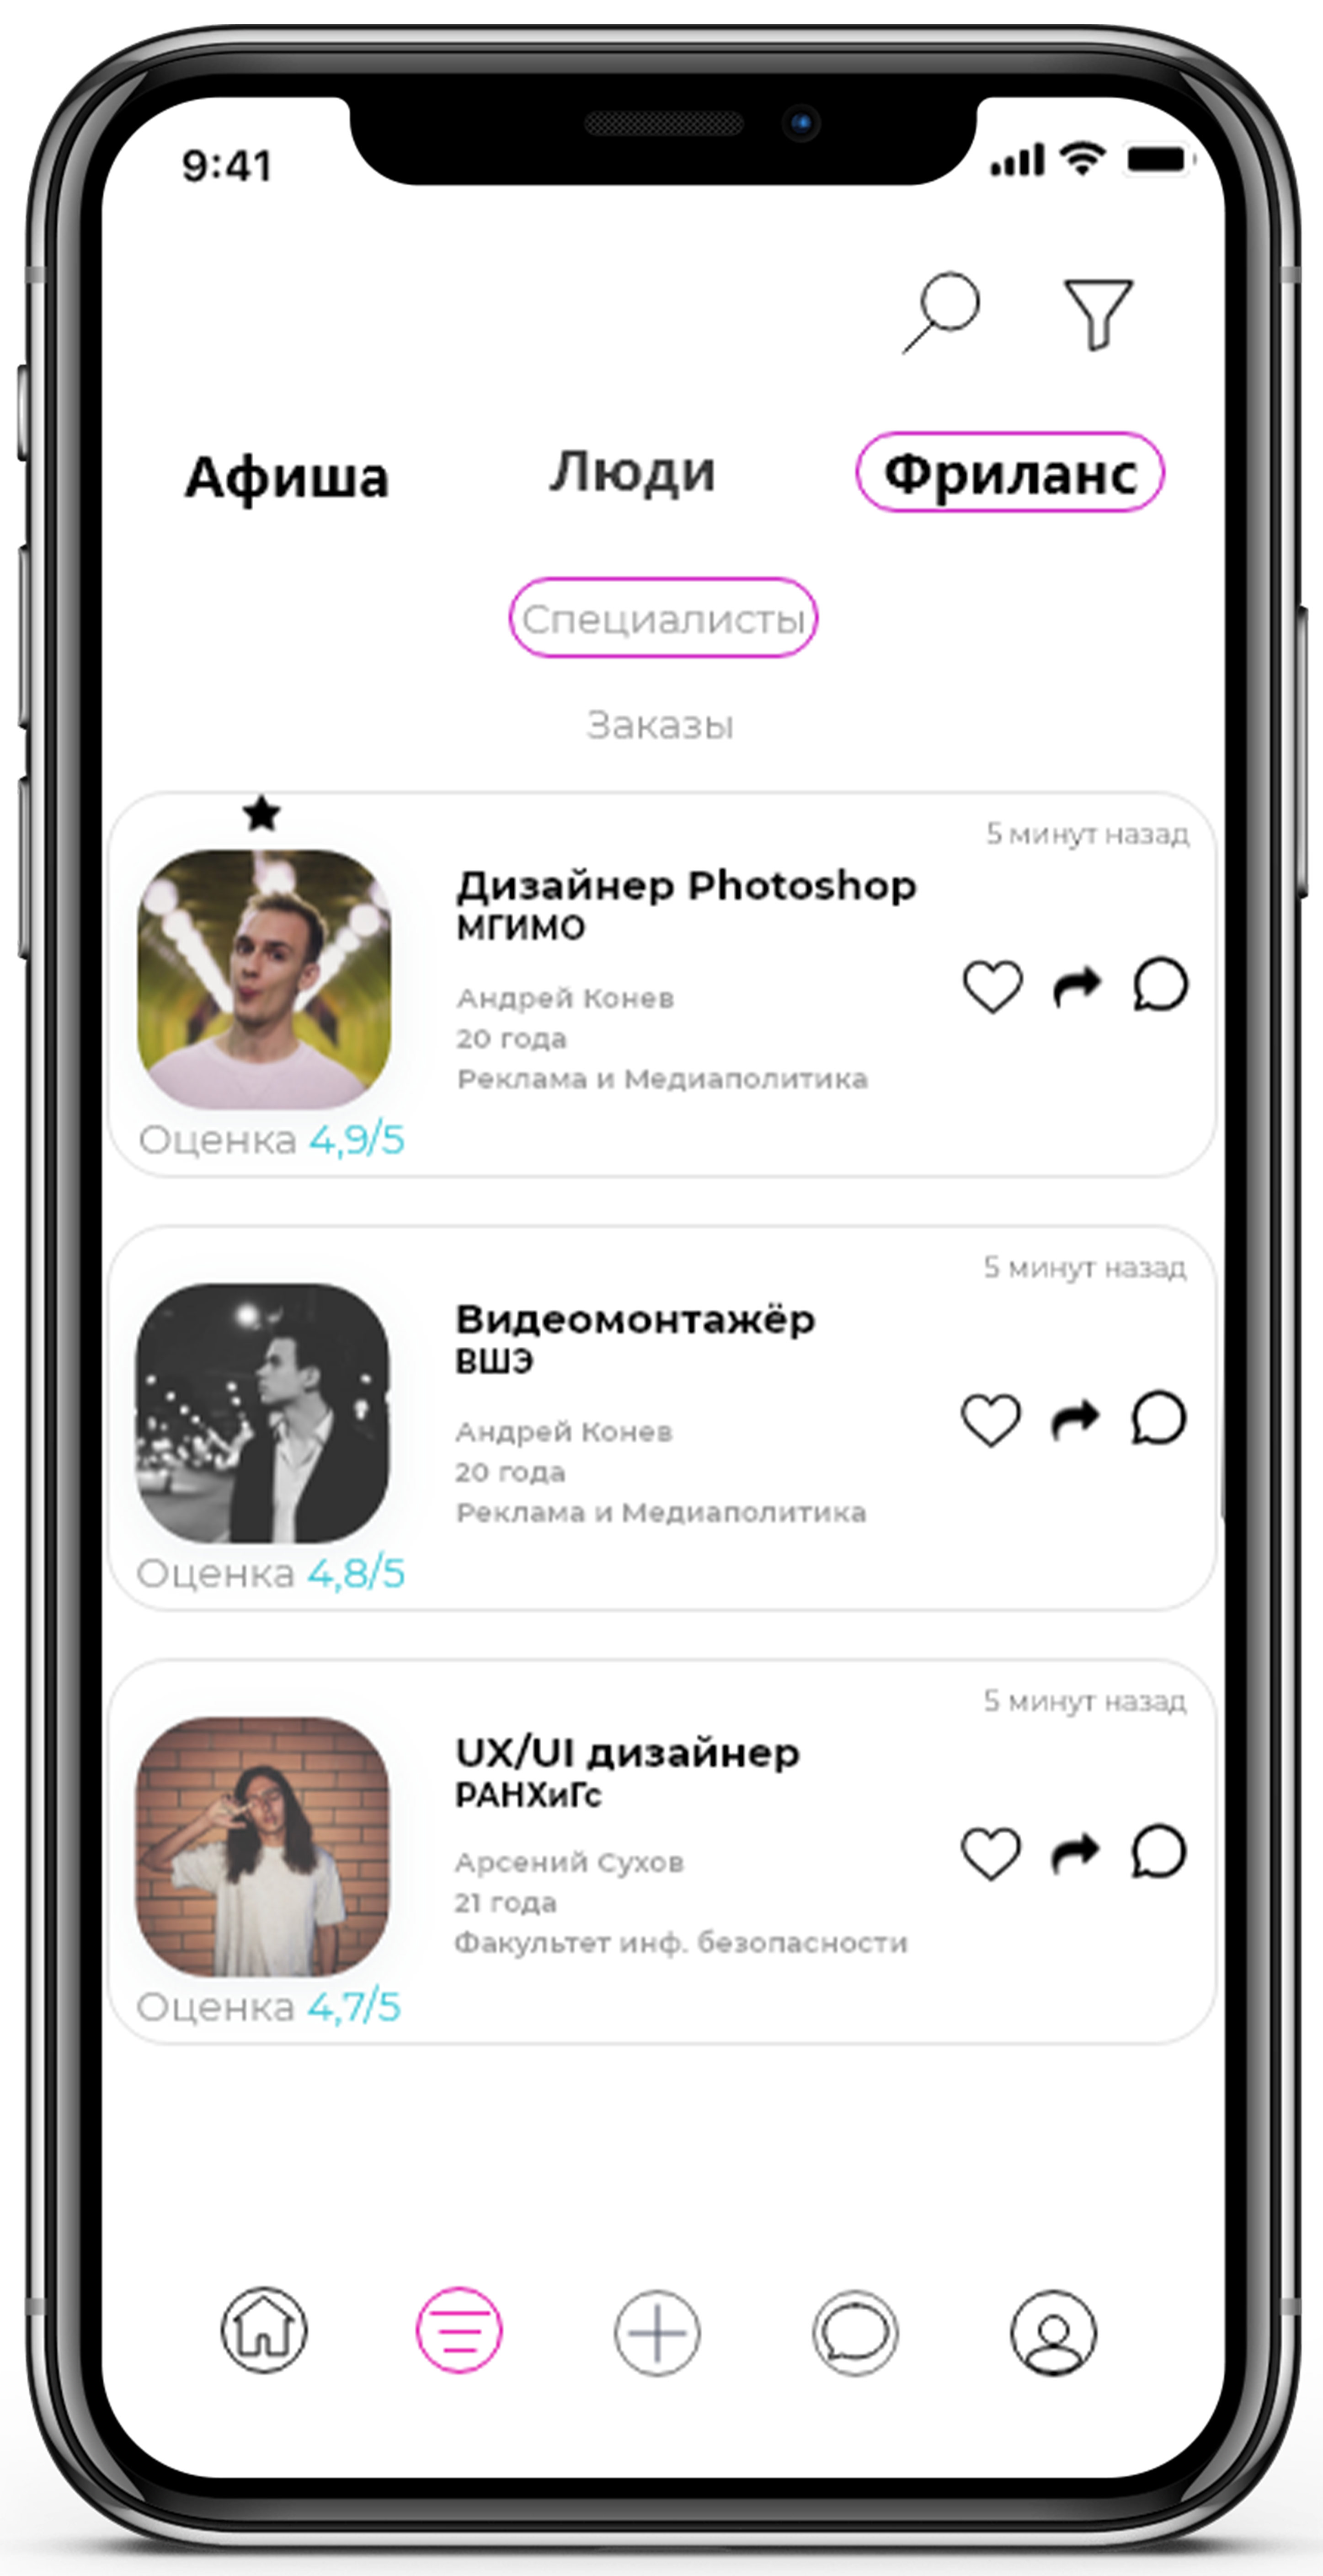 9:41
Афиша
Люди
Фриланс
Специалисты
Заказы
5 минут назад
Дизайнер Photoshop
МГИМО
Андрей Конев
20 года
Реклама и Медиаполитика
Оценка 4,9/5
5 минут назад
Видеомонтажёр
ВШЭ
Андрей Конев
20 года
Реклама и Медиаполитика
Оценка 4,8/5
5 минут назад
UX/UI дизайнер
РАНХиГс
Арсений Сухов
21 года
Факультет инф. безопасности
Оценка 4,7/5